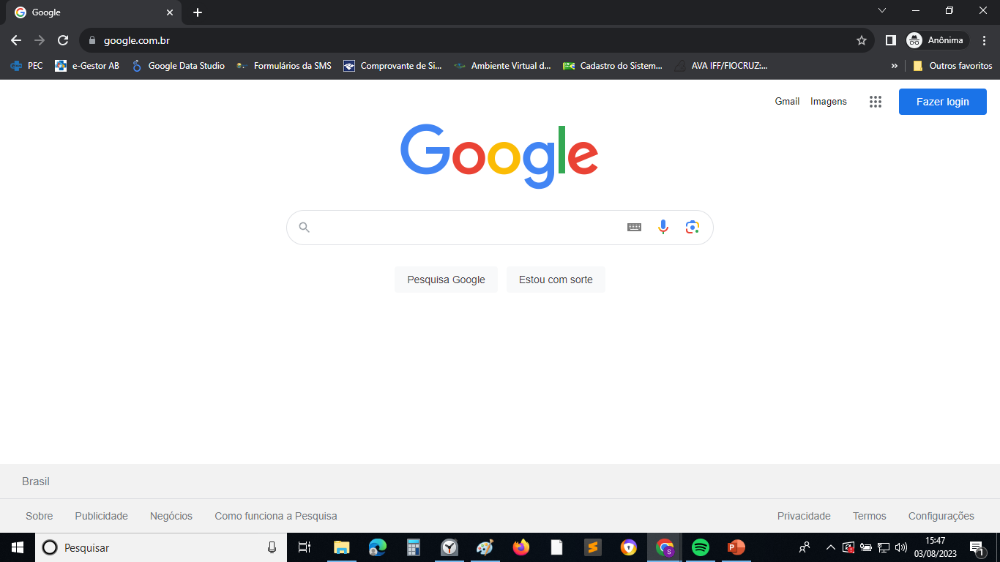 Google
google.com.br
Anônima
PEC
e-Gestor AB
Google Data Studio
Formulários da SMS
Comprovante de Si...
Ambiente Virtual d...
Cadastro do Sistem...
AVA IFF/FIOCRUZ:...
»
Outros favoritos
Gmail
Imagens
Fazer login
Google
Pesquisa Google
Estou com sorte
Brasil
Sobre
Publicidade
Negócios
Como funciona a Pesquisa
Privacidade
Termos
Configurações
Pesquisar
S
P
15:47
03/08/2023
1